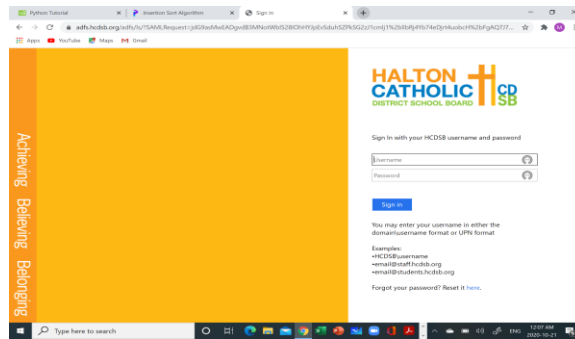 Python Tutorial
Insertion Sort Algorithm
Sign In
adfs.hcdsb.org/adfs/ls/?SAMLRequest=
Apps
YouTube
Maps
Gmail
Achieving Believing Belonging
HALTON
CATHOLIC
DISTRICT SCHOOL BOARD
CD
SB
Sign In with your HCDSB username and password
Username
Password
Sign in
You may enter your username in either the
domain\username format or UPN format
Examples:
•HCDSB\username
•email@staff.hcdsb.org
•email@students.hcdsb.org
Forgot your password? Reset it here.
Type here to search
ENG
12:07 AM
2020-10-21